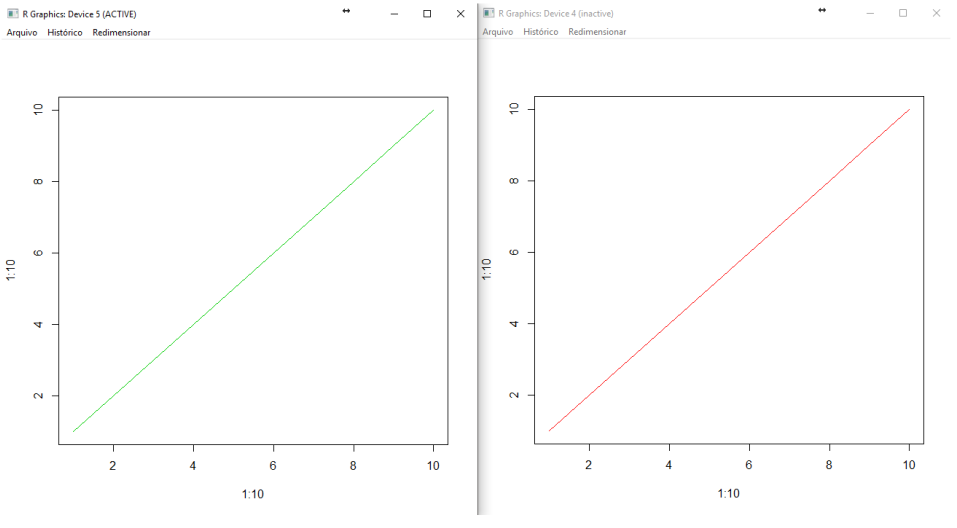 R Graphics: Device 5 (ACTIVE)
Arquivo Histórico Redimensionar
10
8
6
4
2
1:10
2 4 6 8 10
1:10
R Graphics: Device 4 (inactive)
Arquivo Histórico Redimensionar
10
8
6
4
2
1:10
2 4 6 8 10
1:10